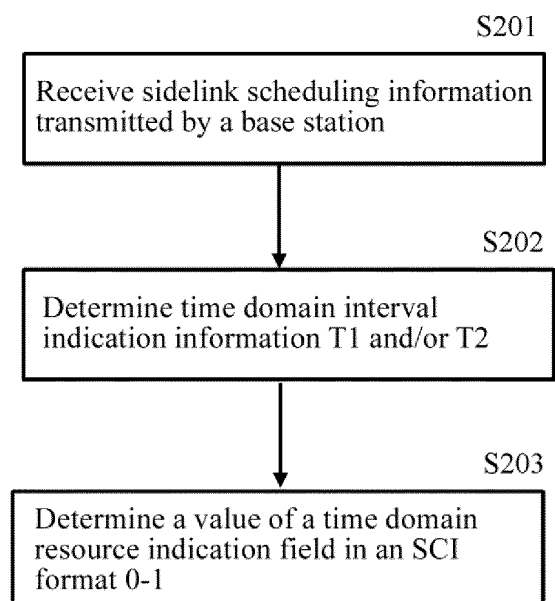 S201
Receive sidelink scheduling information
transmitted by a base station
S202
Determine time domain interval
indication information T1 and/or T2
S203
Determine a value of a time domain
resource indication field in an SCI
format 0-1